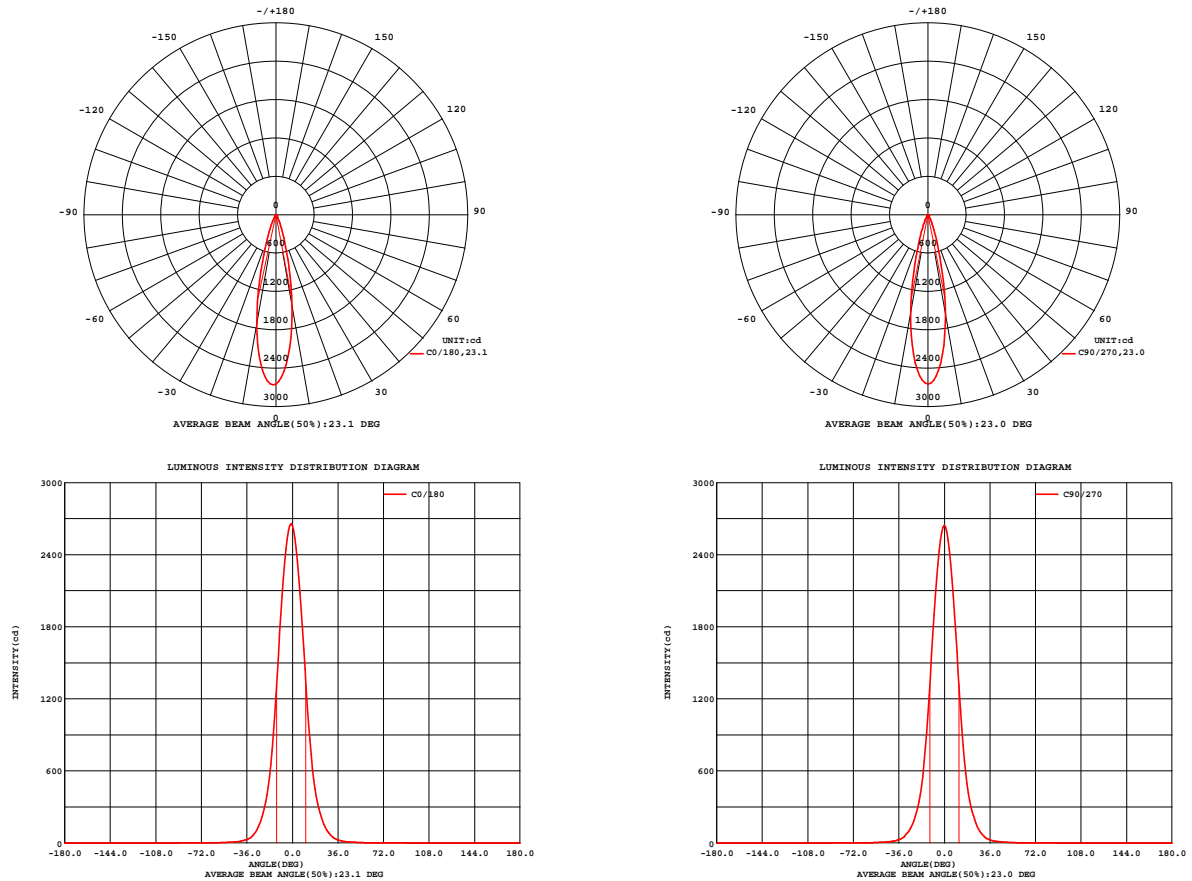 -/+180
-150
150
-120
120
-90
90
-60
60
-30
30
0
600
1200
1800
2400
3000
0
UNIT:cd
C0/180,23.1
AVERAGE BEAM ANGLE(50%):23.1 DEG
-/+180
-150
150
-120
120
-90
90
-60
60
-30
30
0
600
1200
1800
2400
3000
0
UNIT:cd
C90/270,23.0
AVERAGE BEAM ANGLE(50%):23.0 DEG
LUMINOUS INTENSITY DISTRIBUTION DIAGRAM
C0/180
INTENSITY(cd)
3000
2400
1800
1200
600
0
-180.0 -144.0 -108.0 -72.0 -36.0 0.0 36.0 72.0 108.0 144.0 180.0
ANGLE(DEG)
AVERAGE BEAM ANGLE(50%):23.1 DEG
LUMINOUS INTENSITY DISTRIBUTION DIAGRAM
C90/270
INTENSITY(cd)
3000
2400
1800
1200
600
0
-180.0 -144.0 -108.0 -72.0 -36.0 0.0 36.0 72.0 108.0 144.0 180.0
ANGLE(DEG)
AVERAGE BEAM ANGLE(50%):23.0 DEG